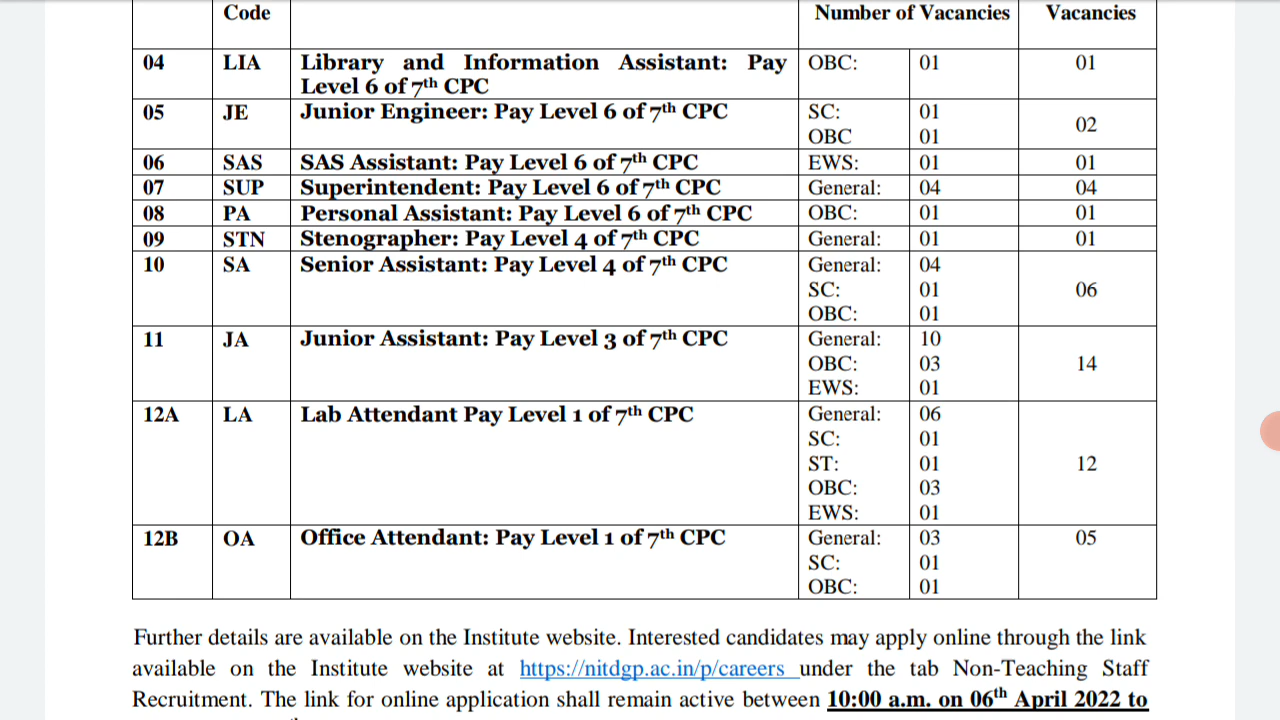 Code Number of Vacancies Vacancies
04 LIA Library and Information Assistant: Pay OBC: 01 01
Level 6 of 7th CPC
05 JE Junior Engineer: Pay Level 6 of 7th CPC SC: 01 02
OBC 01
06 SAS SAS Assistant: Pay Level 6 of 7th CPC EWS: 01 01
07 SUP Superintendent: Pay Level 6 of 7th CPC General: 04 04
08 PA Personal Assistant: Pay Level 6 of 7th CPC OBC: 01 01
09 STN Stenographer: Pay Level 4 of 7th CPC General: 01 01
10 SA Senior Assistant: Pay Level 4 of 7th CPC General: 04
SC: 01 06
OBC: 01
11 JA Junior Assistant: Pay Level 3 of 7th CPC General: 10
OBC: 03 14
EWS: 01
12A LA Lab Attendant Pay Level 1 of 7th CPC General: 06
SC: 01
ST: 01 12
OBC: 03
EWS: 01
12B OA Office Attendant: Pay Level 1 of 7th CPC General: 03 05
SC: 01
OBC: 01
Further details are available on the Institute website. Interested candidates may apply online through the link
available on the Institute website at https://nitdgp.ac.in/p/careers under the tab Non-Teaching Staff
Recruitment. The link for online application shall remain active between 10:00 a.m. on 06th April 2022 to